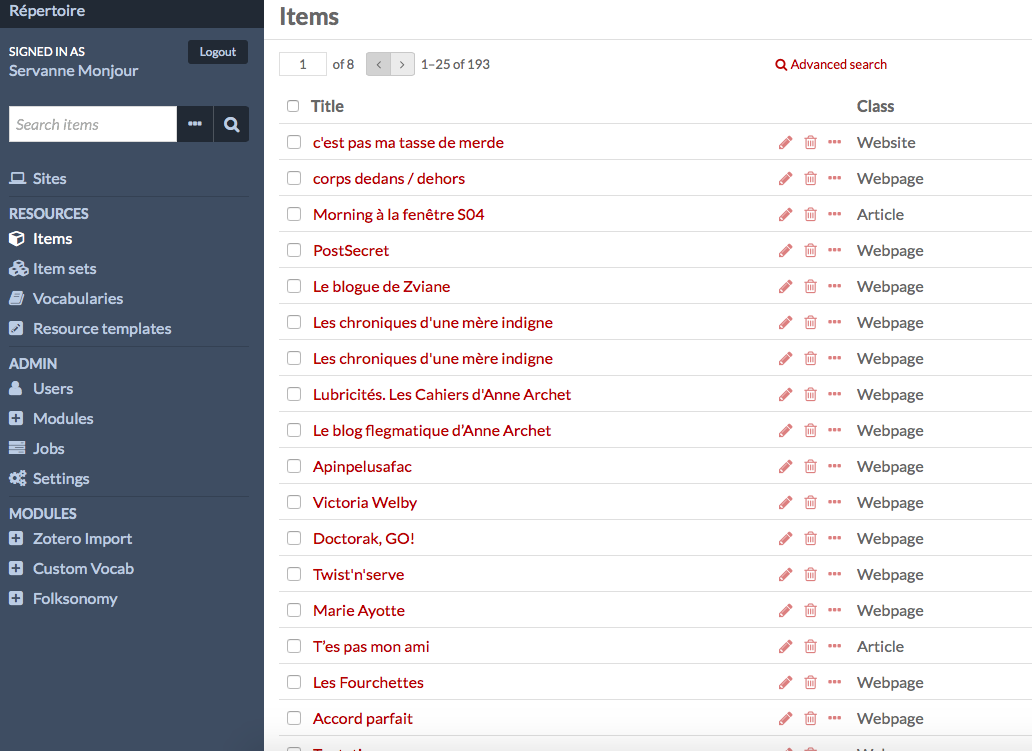 Répertoire
SIGNED IN AS
Servanne Monjour
Logout
Search items
Sites
RESOURCES
Items
Item sets
Vocabularies
Resource templates
ADMIN
Users
Modules
Jobs
Settings
MODULES
Zotero Import
Custom Vocab
Folksonomy
Items
1 of 8 < > 1–25 of 193
Advanced search
Title Class
c'est pas ma tasse de merde Website
corps dedans / dehors Webpage
Morning à la fenêtre S04 Article
PostSecret Webpage
Le blogue de Zviane Webpage
Les chroniques d'une mère indigne Webpage
Les chroniques d'une mère indigne Webpage
Lubricités. Les Cahiers d'Anne Archet Webpage
Le blog flegmatique d'Anne Archet Webpage
Apinpelusafac Webpage
Victoria Welby Webpage
Doctorak, GO! Webpage
Twist'n'serve Webpage
Marie Ayotte Webpage
T’es pas mon ami Article
Les Fourchettes Webpage
Accord parfait Webpage